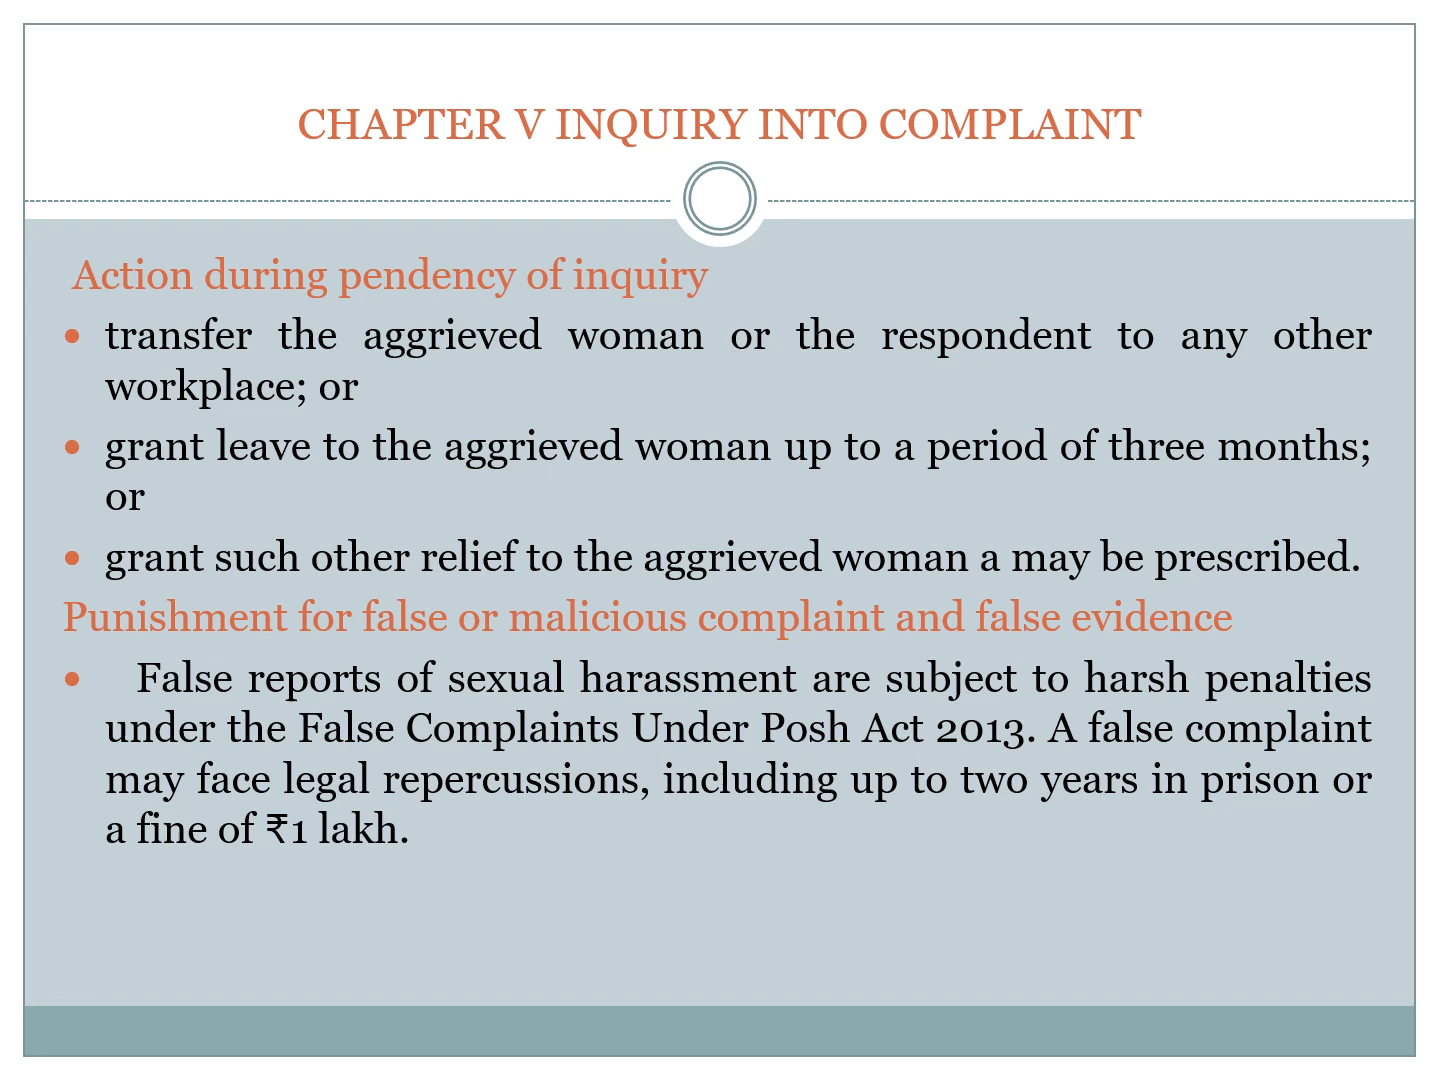 CHAPTER V INQUIRY INTO COMPLAINT
Action during pendency of inquiry
• transfer the aggrieved woman or the respondent to any other
workplace; or
• grant leave to the aggrieved woman up to a period of three months;
or
• grant such other relief to the aggrieved woman a may be prescribed.
Punishment for false or malicious complaint and false evidence
• False reports of sexual harassment are subject to harsh penalties
under the False Complaints Under Posh Act 2013. A false complaint
may face legal repercussions, including up to two years in prison or
a fine of ₹1 lakh.